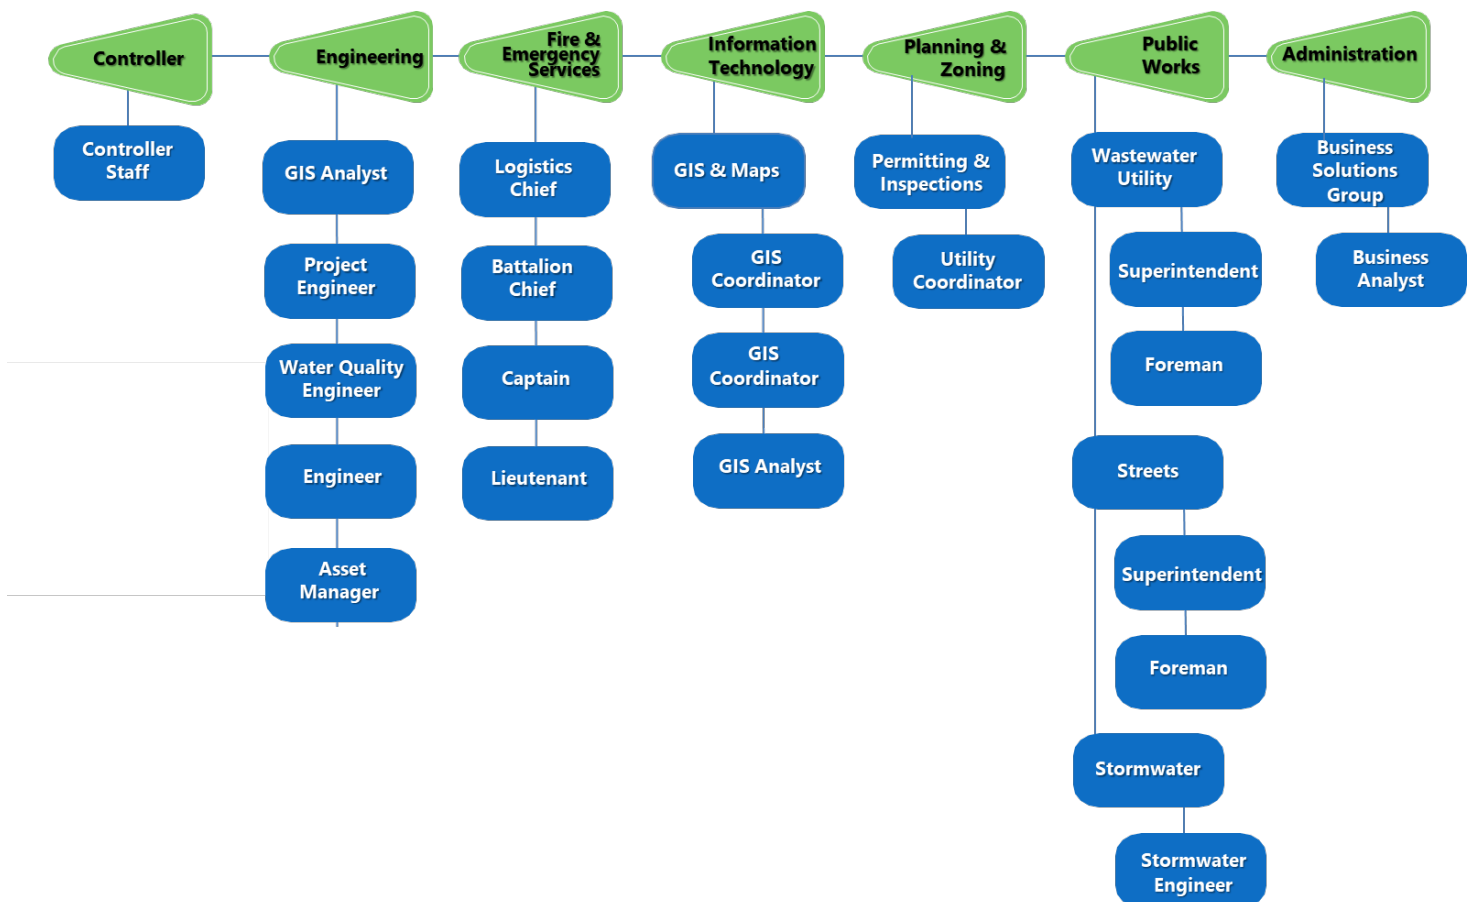 Controller
Engineering
Fire &
Emergency
Services
Information
Technology
Planning &
Zoning
Public
Works
Administration
Controller
Staff
GIS Analyst
Project
Engineer
Water Quality
Engineer
Engineer
Asset
Manager
Logistics
Chief
Battalion
Chief
Captain
Lieutenant
GIS & Maps
GIS
Coordinator
GIS
Coordinator
GIS Analyst
Permitting &
Inspections
Utility
Coordinator
Wastewater
Utility
Superintendent
Foreman
Streets
Superintendent
Foreman
Stormwater
Stormwater
Engineer
Business
Solutions
Group
Business
Analyst